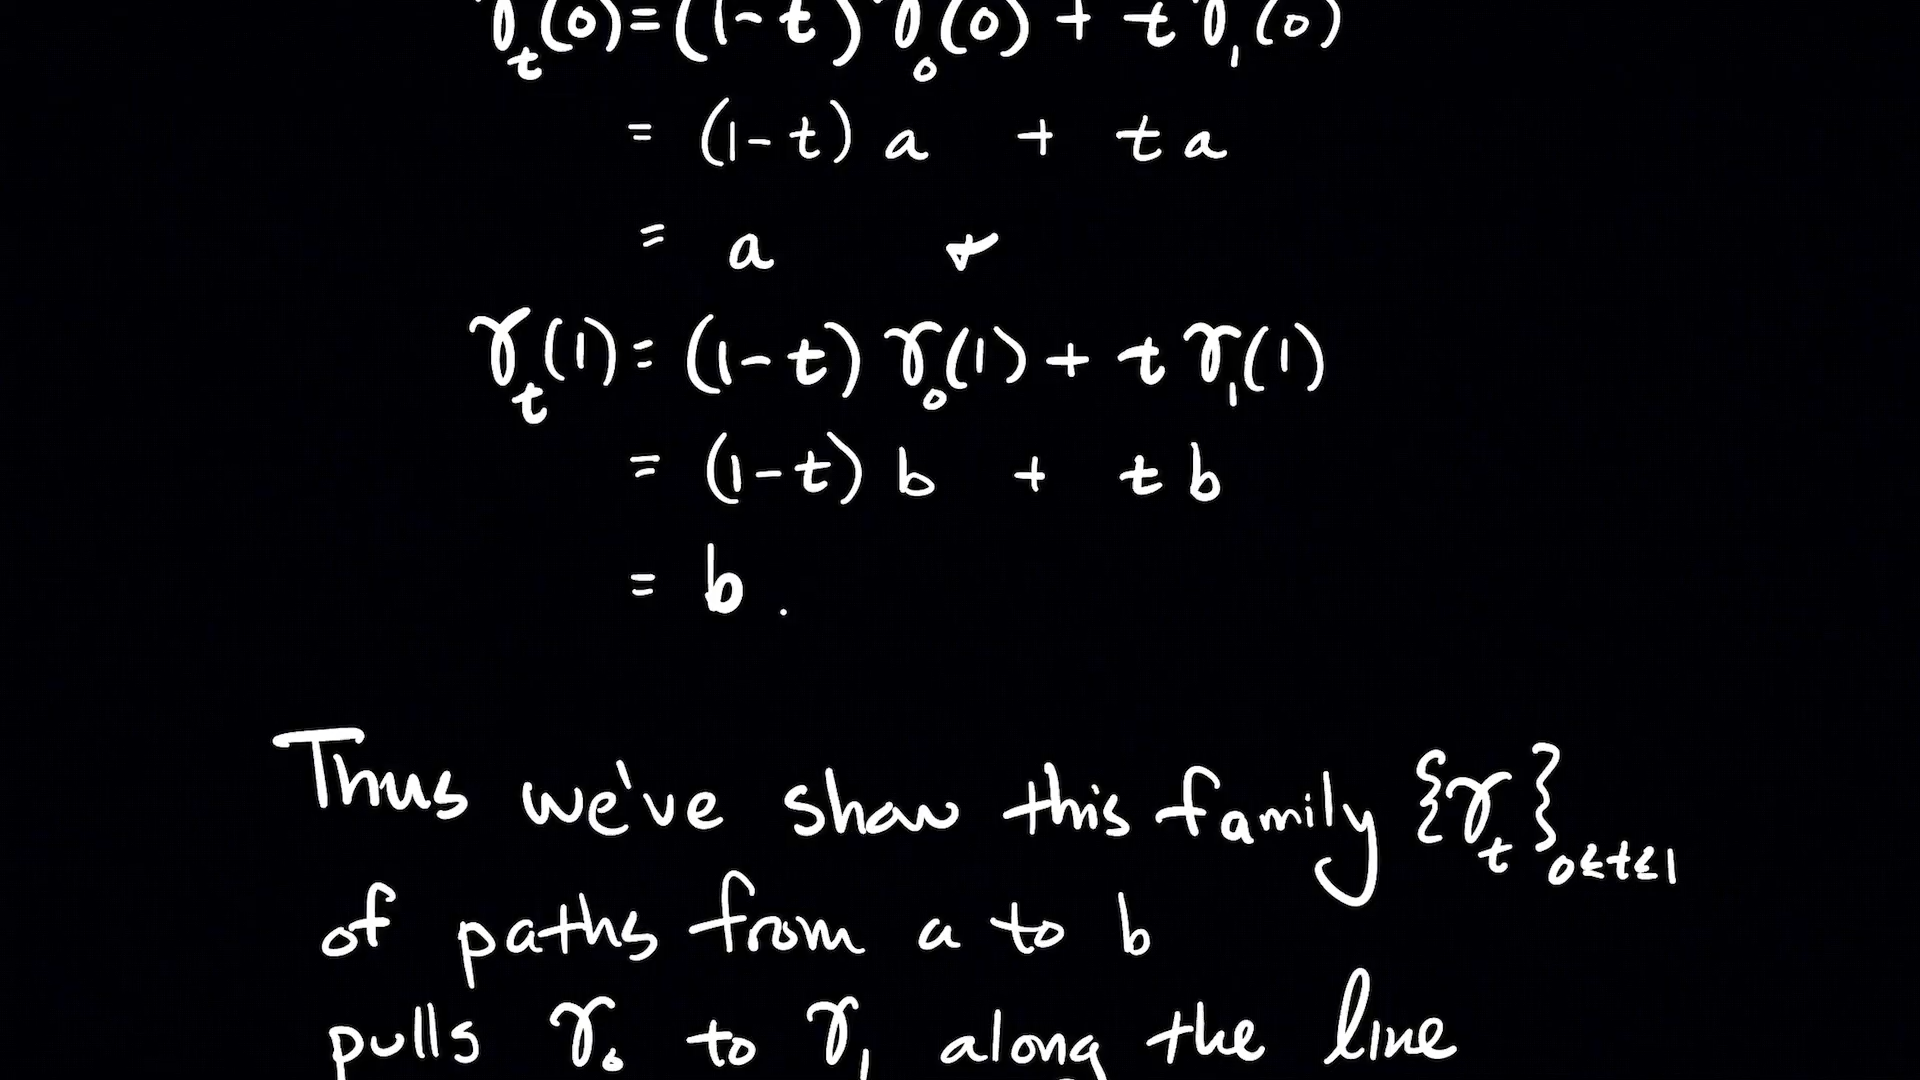 γ_t(0) = (1-t) γ_0(0) + t γ_1(0)
= (1-t) a + t a
= a &
γ_t(1) = (1-t) γ_0(1) + t γ_1(1)
= (1-t) b + t b
= b.
Thus we've show this family {γ_t}_{0≤t≤1}
of paths from a to b
pulls γ_0 to γ_1 along the line